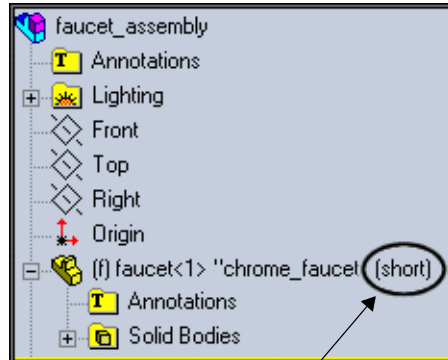 faucet_assembly
Annotations
Lighting
Front
Top
Right
Origin
(f) faucet<1> "chrome_faucet (short)
Annotations
Solid Bodies